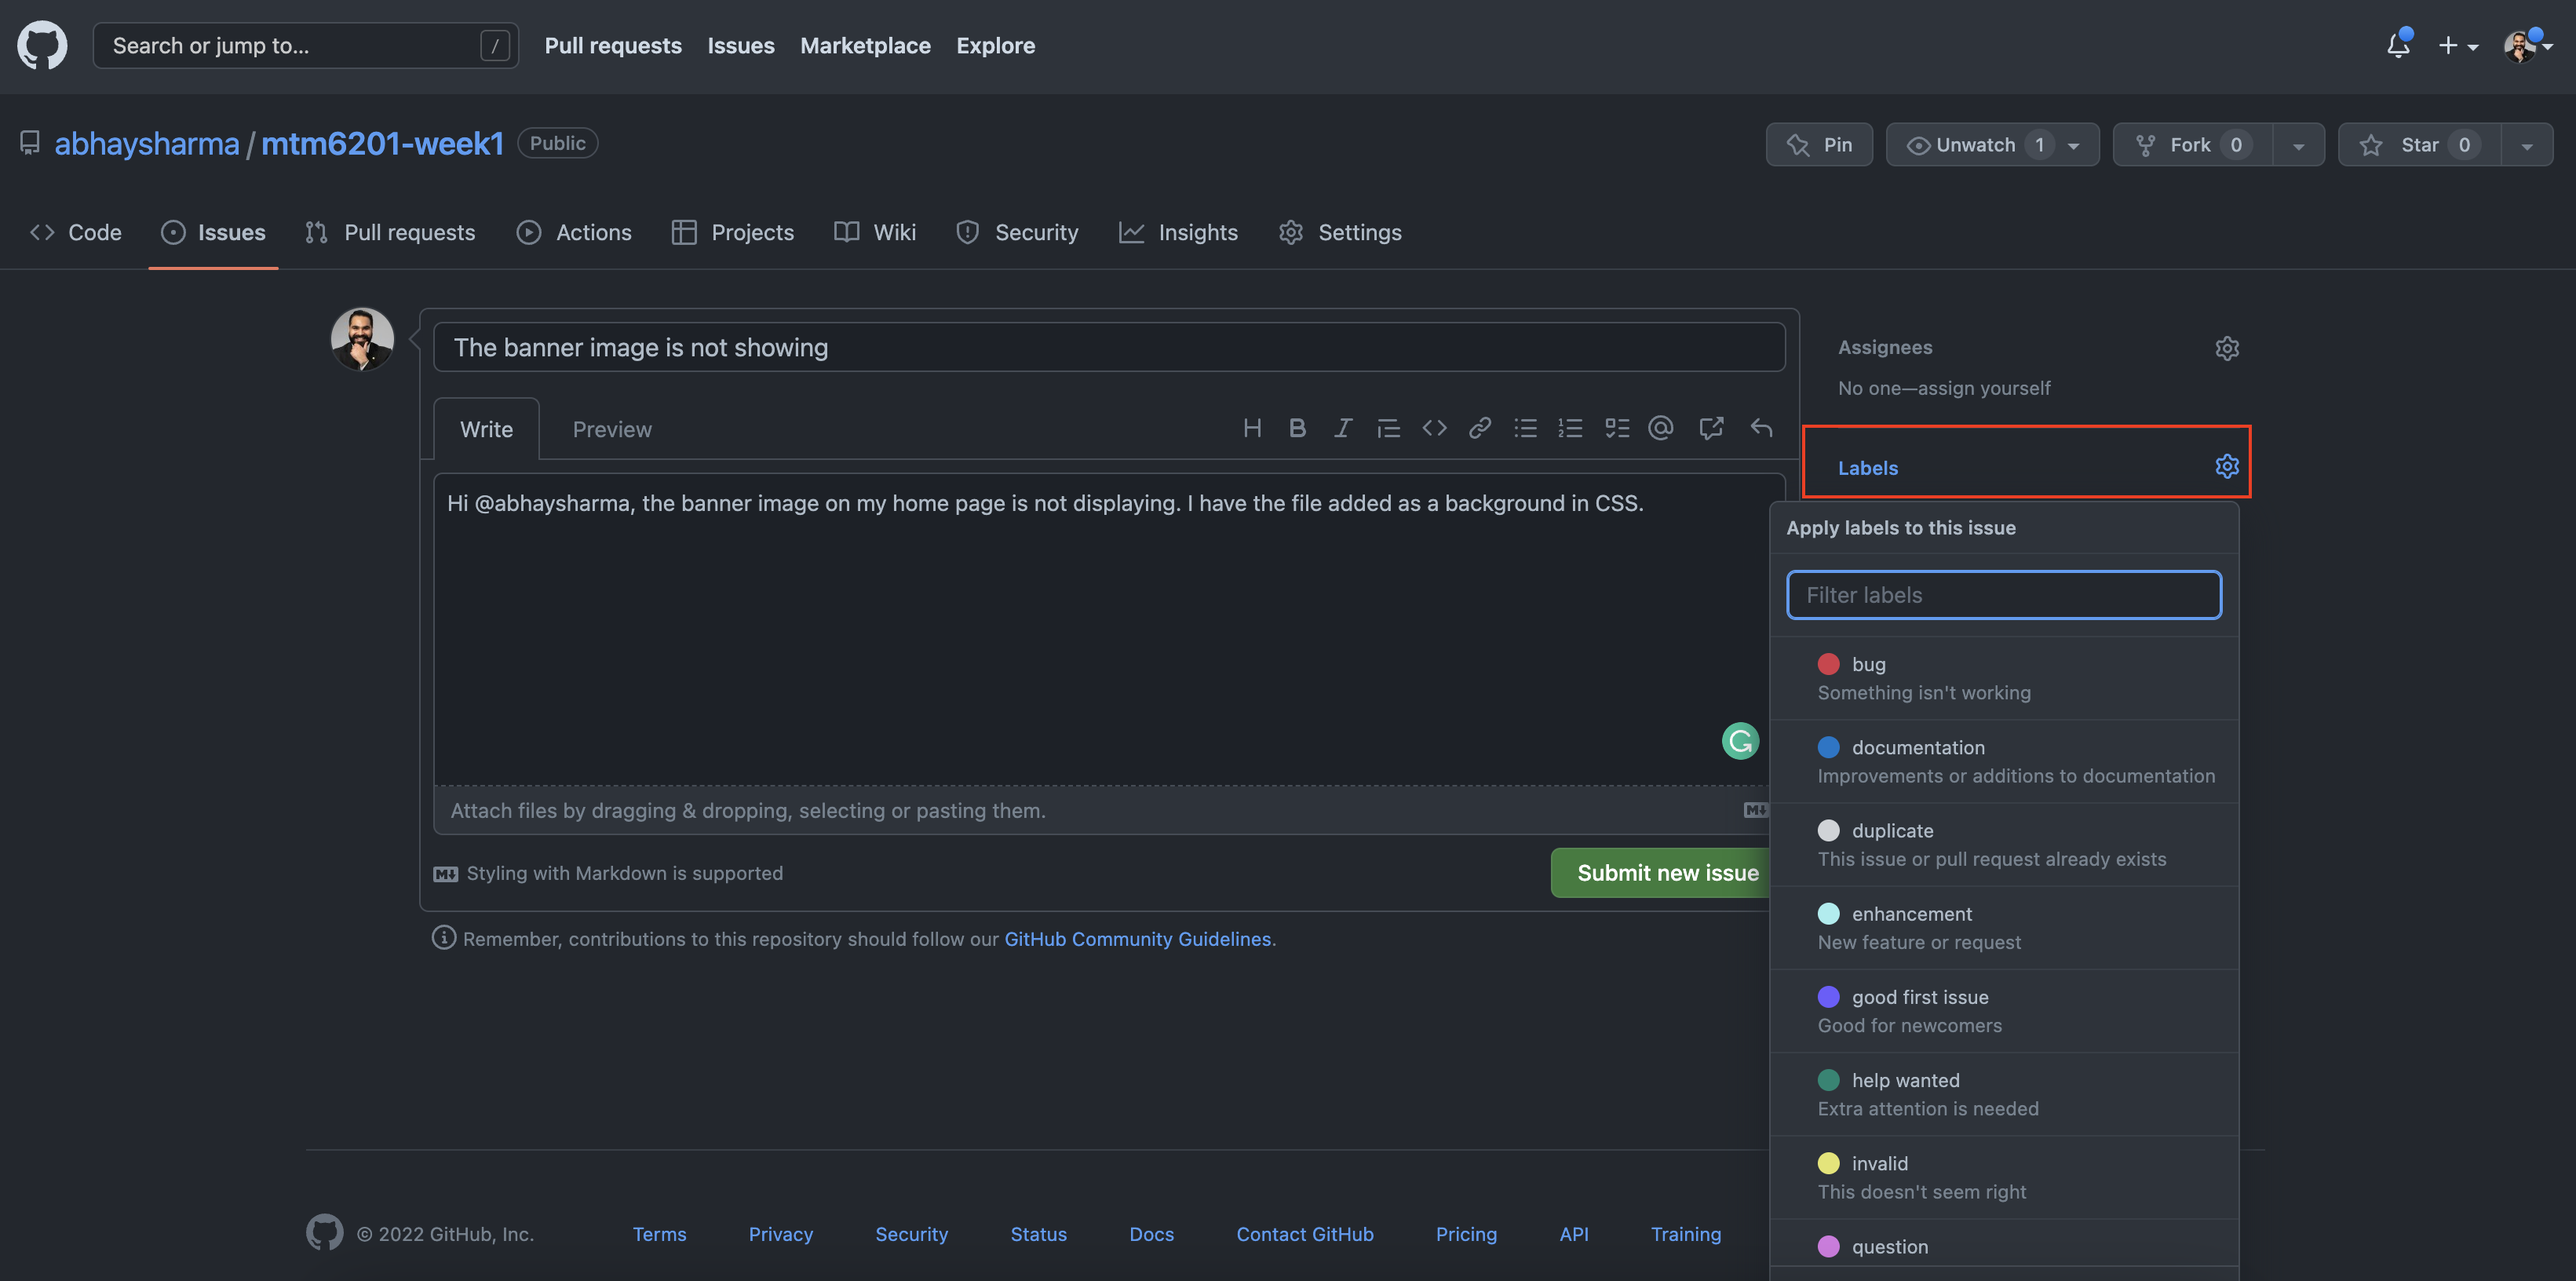 Search or jump to... /
Pull requests
Issues
Marketplace
Explore
abhaysharma / mtm6201-week1 Public
Pin
Unwatch 1
Fork 0
Star 0
Code
Issues
Pull requests
Actions
Projects
Wiki
Security
Insights
Settings
The banner image is not showing
Write
Preview
H B I
Hi @abhaysharma, the banner image on my home page is not displaying. I have the file added as a background in CSS.
Attach files by dragging & dropping, selecting or pasting them.
Styling with Markdown is supported
Submit new issue
Remember, contributions to this repository should follow our GitHub Community Guidelines.
Assignees
No one—assign yourself
Labels
Apply labels to this issue
Filter labels
bug
Something isn't working
documentation
Improvements or additions to documentation
duplicate
This issue or pull request already exists
enhancement
New feature or request
good first issue
Good for newcomers
help wanted
Extra attention is needed
invalid
This doesn't seem right
question
© 2022 GitHub, Inc.
Terms
Privacy
Security
Status
Docs
Contact GitHub
Pricing
API
Training